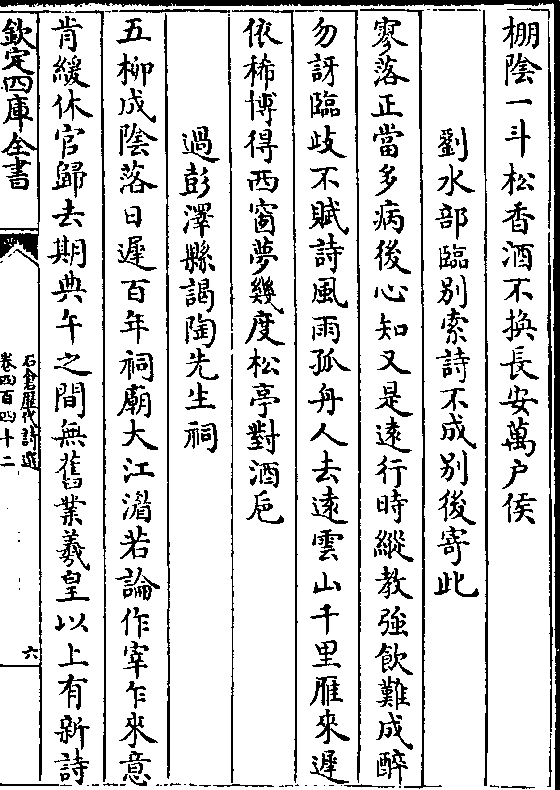 棚陰一斗松香酒不換長安萬户侯
劉水部臨別索詩不成別後寄此
寥落正當多病後心知又是遠行時縱教強飲難成醉
勿訝臨歧不賦詩風雨孤舟人去遠雲山千里雁來遲
依稀博得西窗夢幾度松亭對酒巵
過彭澤縣謁陶先生祠
五柳成陰落日遲百年祠廟大江湄若論作宰乍來意
肯緩休官歸去期典午之間無舊業羲皇以上有新詩
欽定四庫全書
石倉歴代詩選
卷四百四十二
六